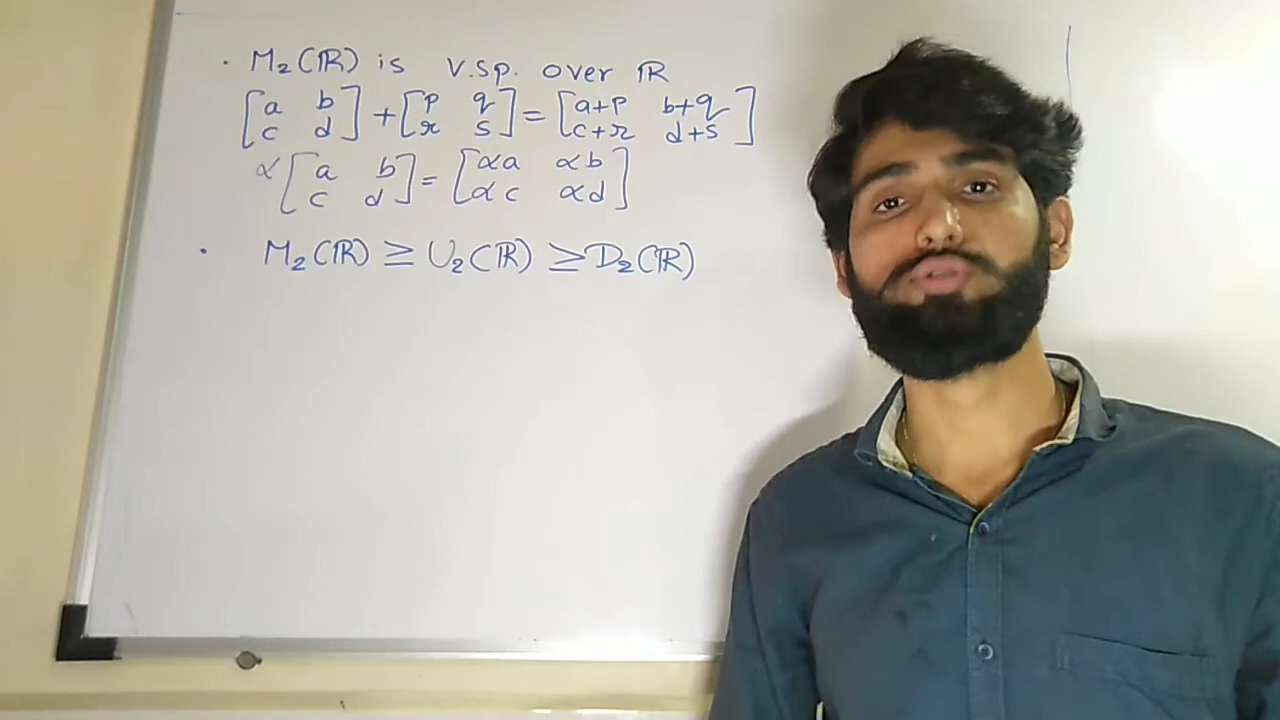 · M₂(ℝ) is v.sp. over ℝ
[a b; c d] + [p q; r s] = [a+p b+q; c+r d+s]
α[a b; c d] = [αa αb; αc αd]
· M₂(ℝ) ≥ U₂(ℝ) ≥ D₂(ℝ)